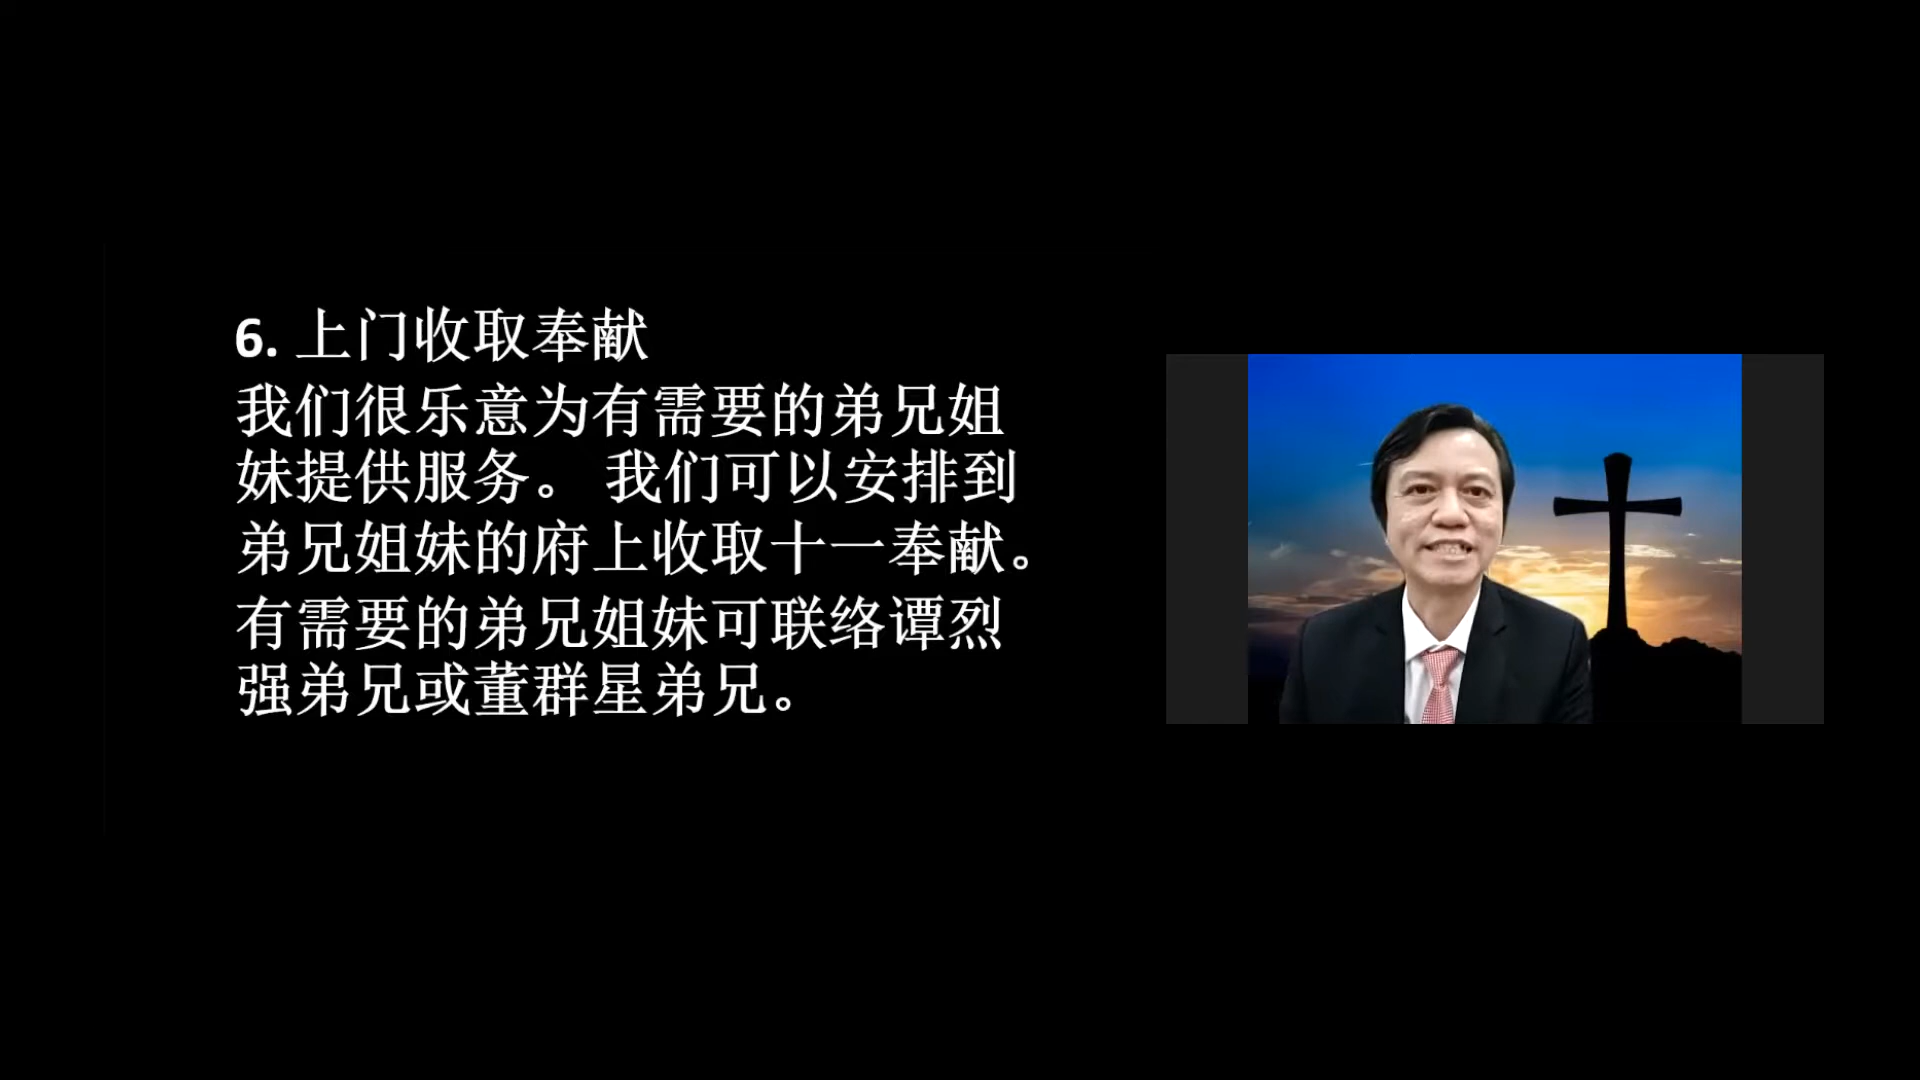 6. 上门收取奉献
我们很乐意为有需要的弟兄姐
妹提供服务。 我们可以安排到
弟兄姐妹的府上收取十一奉献。
有需要的弟兄姐妹可联络谭烈
强弟兄或董群星弟兄。